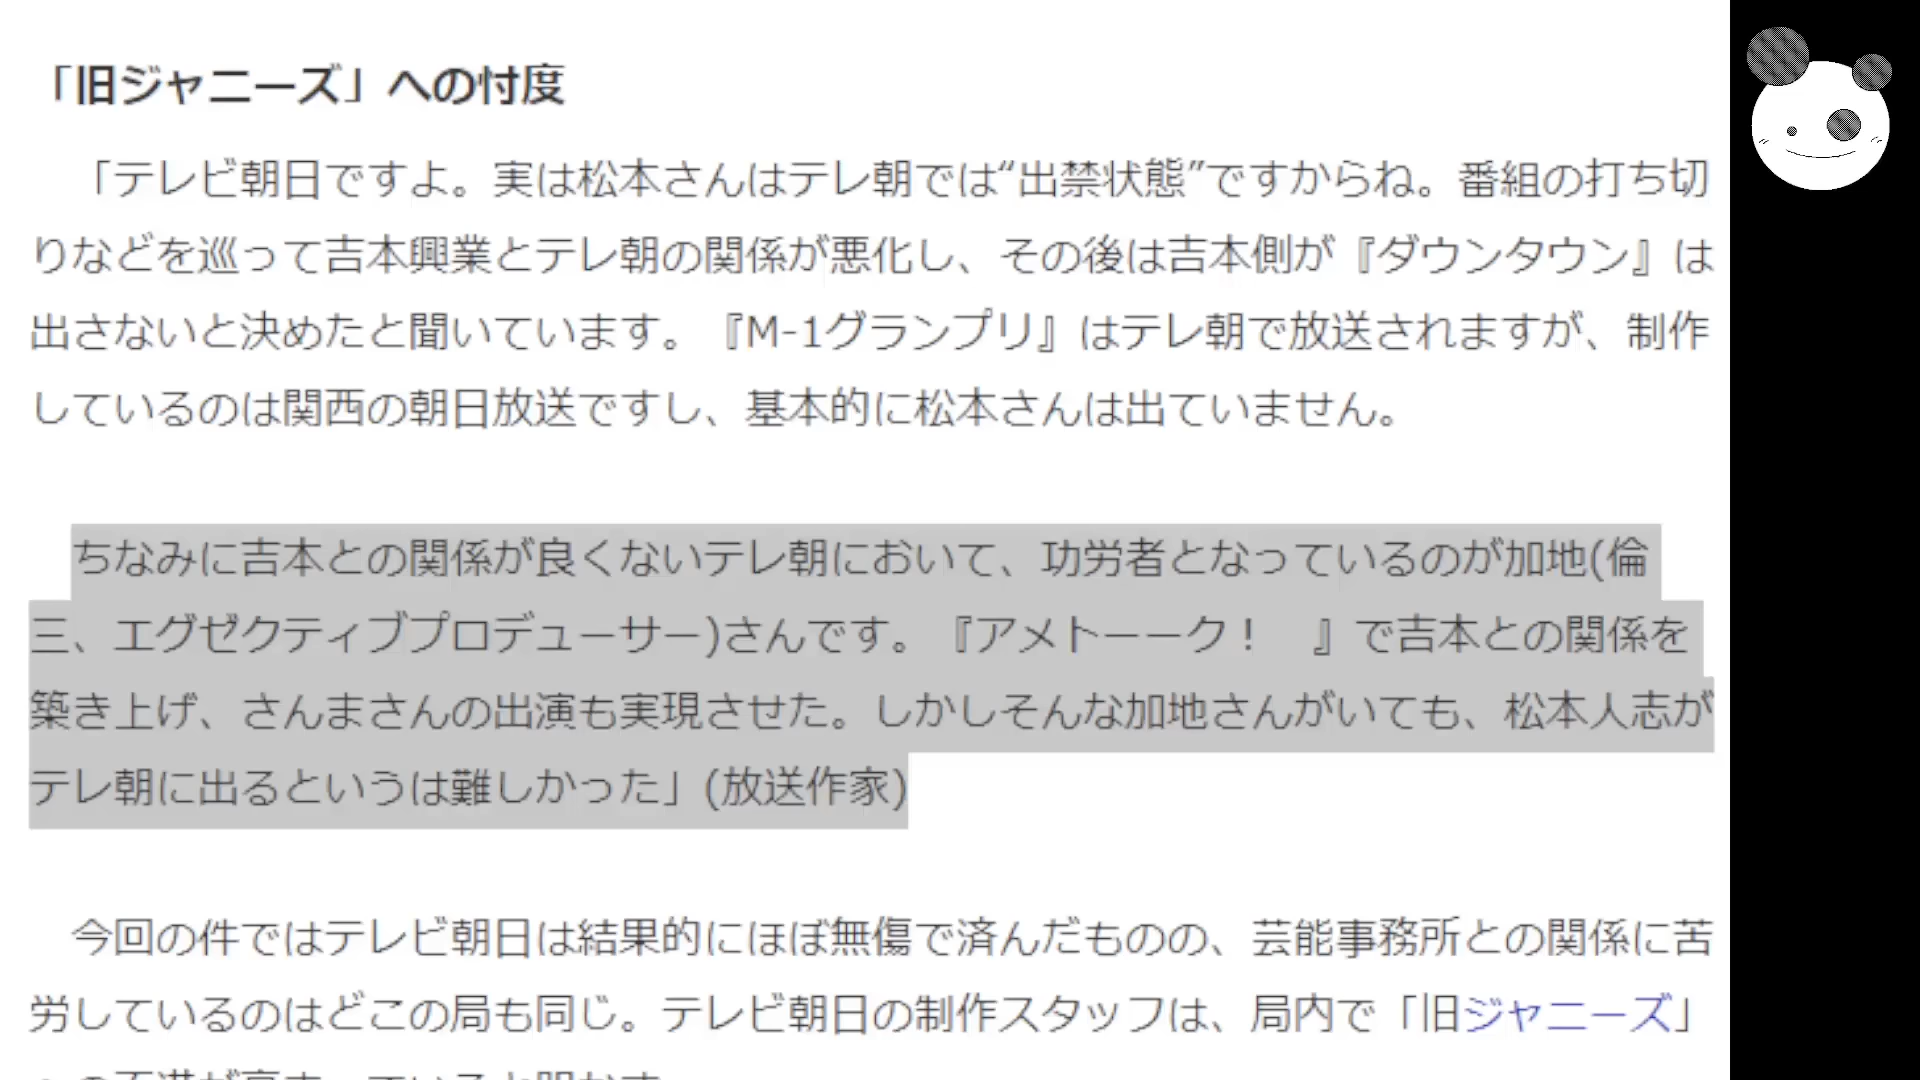 「旧ジャニーズ」への忖度
「テレビ朝日ですよ。実は松本さんはテレ朝では“出禁状態”ですからね。番組の打ち切
りなどを巡って吉本興業とテレ朝の関係が悪化し、その後は吉本側が『ダウンタウン』は
出さないと決めたと聞いています。『M-1グランプリ』はテレ朝で放送されますが、制作
しているのは関西の朝日放送ですし、基本的に松本さんは出ていません。
ちなみに吉本との関係が良くないテレ朝において、功労者となっているのが加地(倫
三、エグゼクティブプロデューサー)さんです。『アメトーーク！　』で吉本との関係を
築き上げ、さんまさんの出演も実現させた。しかしそんな加地さんがいても、松本人志が
テレ朝に出るというは難しかった」(放送作家)
今回の件ではテレビ朝日は結果的にほぼ無傷で済んだものの、芸能事務所との関係に苦
労しているのはどこの局も同じ。テレビ朝日の制作スタッフは、局内で「旧ジャニーズ」